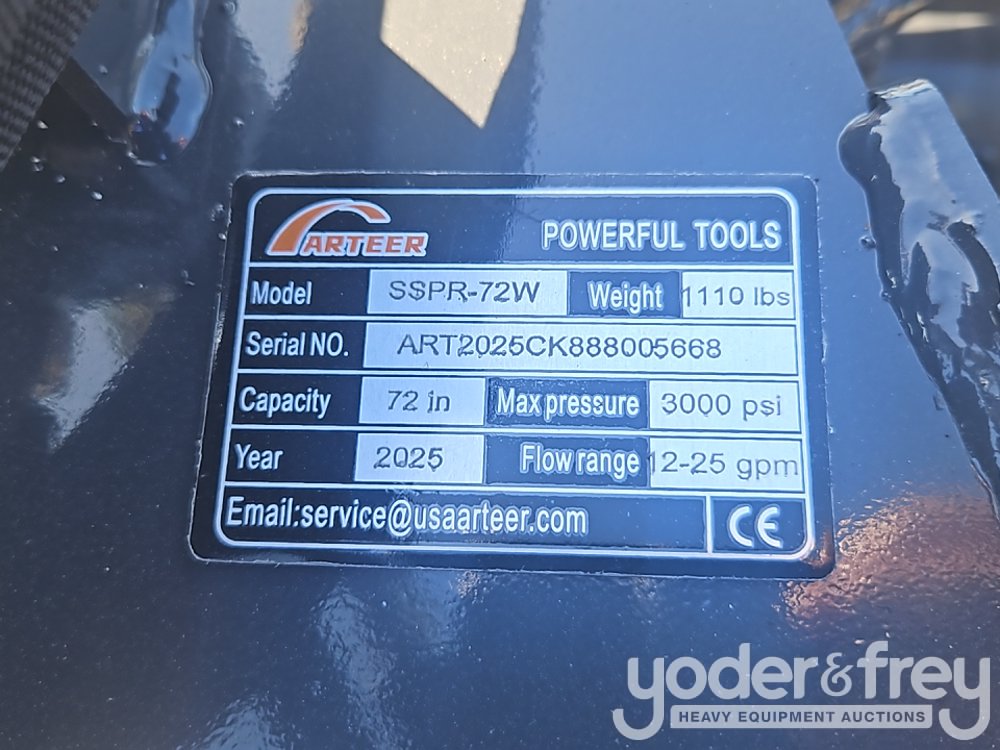 ARTEER POWERFUL TOOLS
Model SSPR-72W Weight 1110 lbs
Serial NO. ART2025CK888005668
Capacity 72 in Max pressure 3000 psi
Year 2025 Flow range 12-25 gpm
Email:service@usaarteer.com CE
yoder&frey
HEAVY EQUIPMENT AUCTIONS